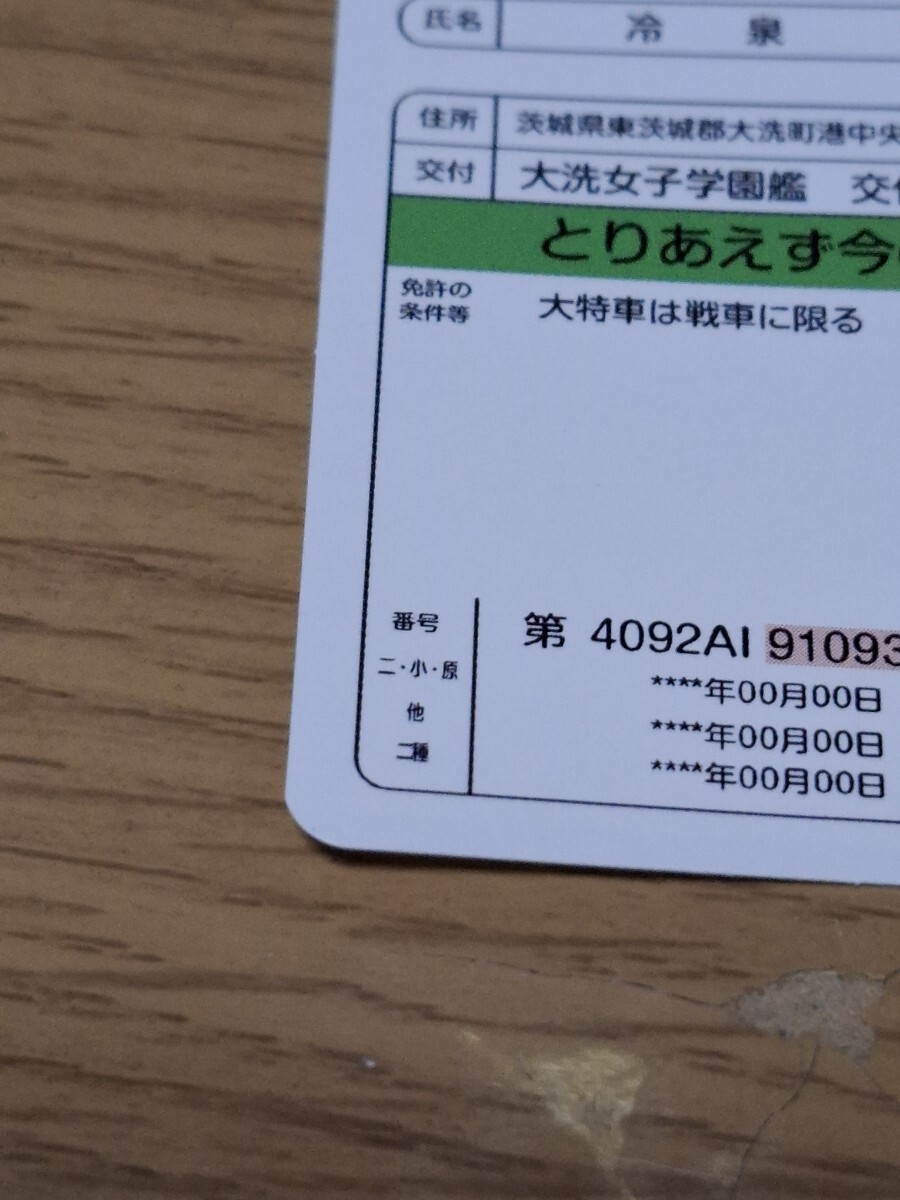 氏名 冷 泉
住所 茨城県東茨城郡大洗町港中央
交付 大洗女子学園艦 交付
とりあえず今
免許の 大特車は戦車に限る
条件等
番号 第 4092AI 91093
二・小・原 ****年00月00日
他 ****年00月00日
二種 ****年00月00日